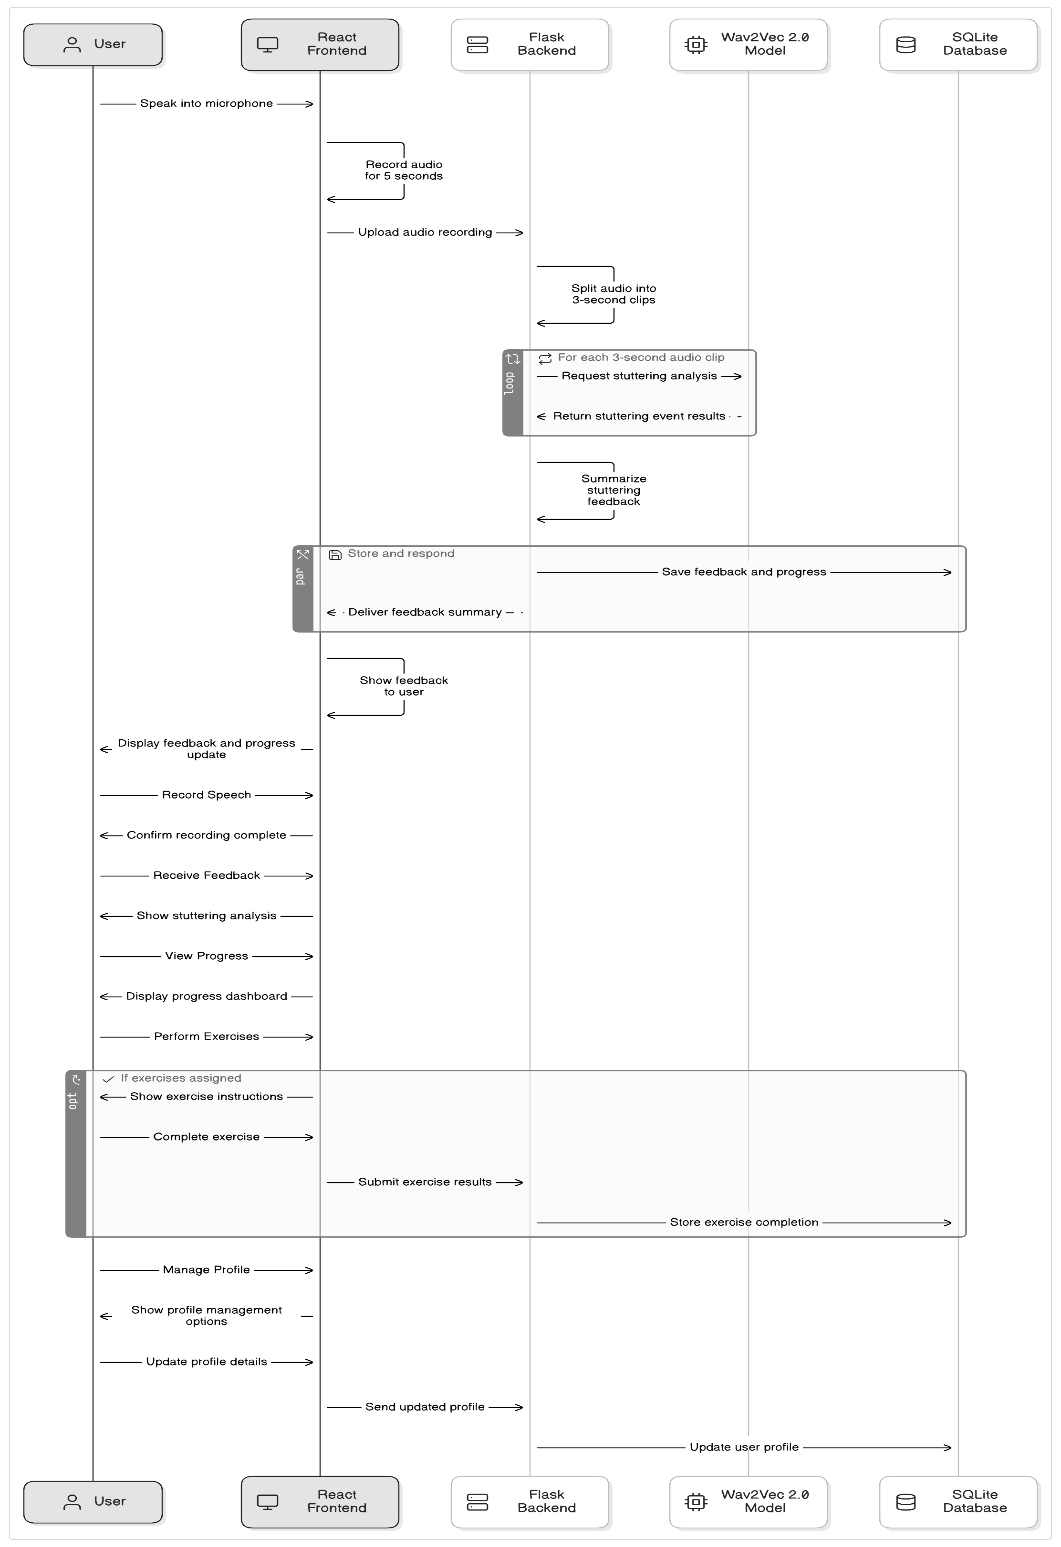 User
React
Frontend
Flask
Backend
Wav2Vec 2.0
Model
SQLite
Database
Speak into microphone
Record audio
for 5 seconds
Upload audio recording
Split audio into
3-second clips
loop
For each 3-second audio clip
Request stuttering analysis
Return stuttering event results
Summarize
stuttering
feedback
par
Store and respond
Save feedback and progress
Deliver feedback summary
Show feedback
to user
Display feedback and progress
update
Record Speech
Confirm recording complete
Receive Feedback
Show stuttering analysis
View Progress
Display progress dashboard
Perform Exercises
opt
If exercises assigned
Show exercise instructions
Complete exercise
Submit exercise results
Store exercise completion
Manage Profile
Show profile management
options
Update profile details
Send updated profile
Update user profile
User
React
Frontend
Flask
Backend
Wav2Vec 2.0
Model
SQLite
Database